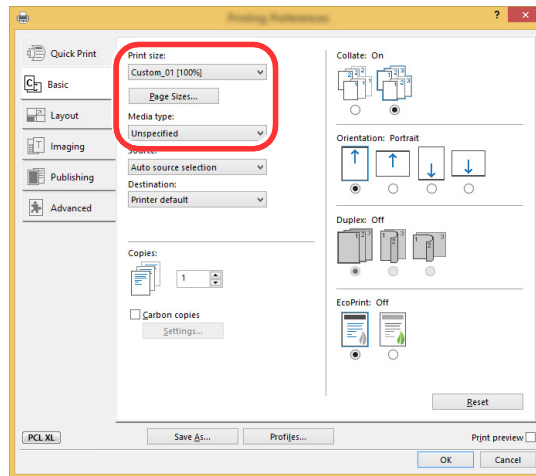 Printing Preferences
?
Quick Print
Basic
Layout
Imaging
Publishing
Advanced
Print size:
Custom_01 [100%]
Page Sizes...
Media type:
Unspecified
Source:
Auto source selection
Destination:
Printer default
Copies:
1
Carbon copies
Settings...
Collate: On
Orientation: Portrait
Duplex: Off
EcoPrint: Off
Reset
PCL XL
Save As...
Profiles...
Print preview
OK
Cancel